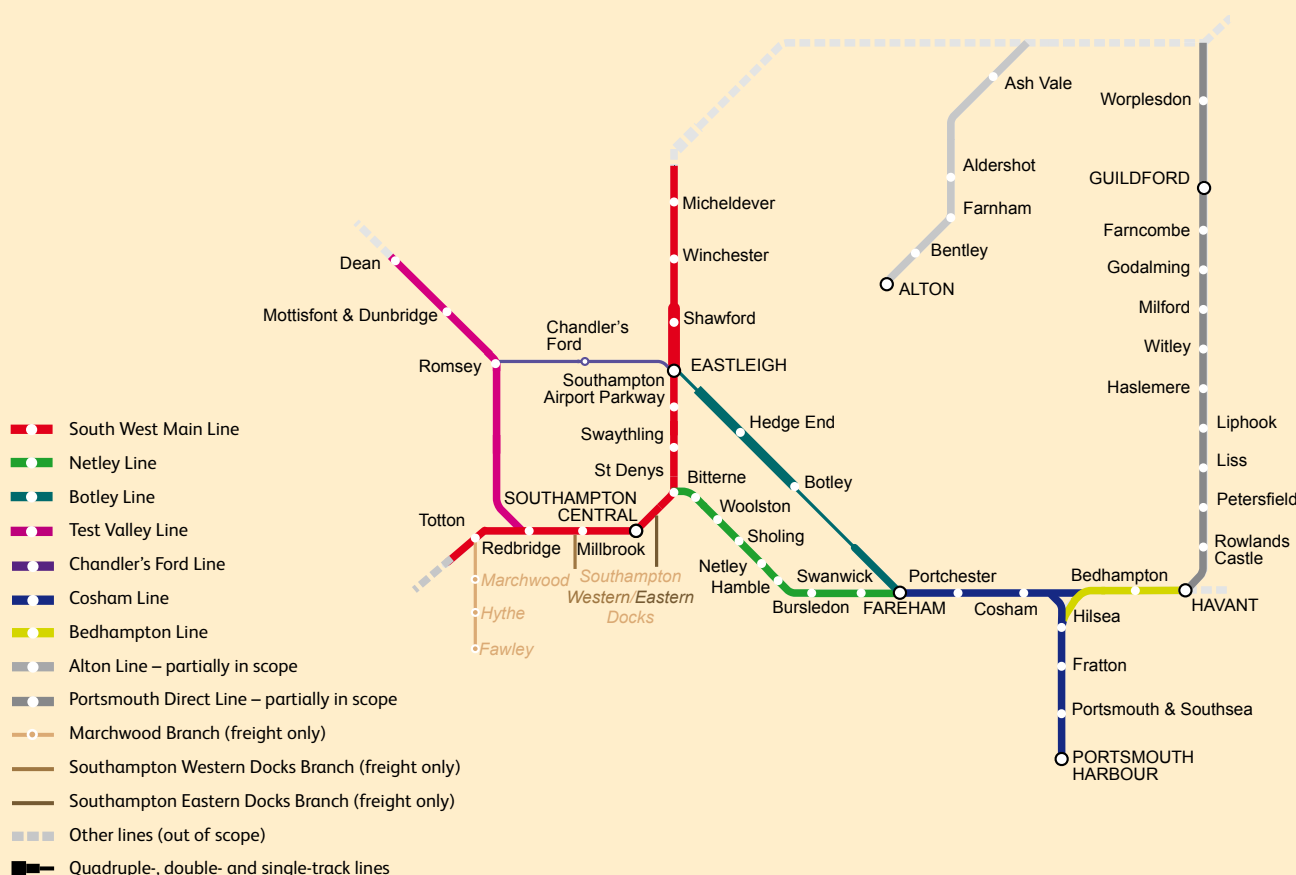 Ash Vale
Worplesdon
Aldershot
GUILDFORD
Micheldever
Farnham
Farncombe
Winchester
Bentley
Dean
Godalming
ALTON
Mottisfont & Dunbridge
Milford
Chandler's
Ford
Shawford
Witley
Romsey
EASTLEIGH
Southampton
Airport Parkway
Haslemere
Hedge End
Liphook
Swaythling
Liss
St Denys
Bitterne
Botley
SOUTHAMPTON
CENTRAL
Woolston
Petersfield
Totton
Sholing
Redbridge
Millbrook
Rowlands
Castle
Netley
Hamble
Swanwick
Portchester
Bedhampton
Marchwood
Southampton
Western/Eastern
Docks
Bursledon
FAREHAM
Cosham
HAVANT
Hythe
Hilsea
Fawley
Fratton
Portsmouth & Southsea
PORTSMOUTH
HARBOUR
South West Main Line
Netley Line
Botley Line
Test Valley Line
Chandler's Ford Line
Cosham Line
Bedhampton Line
Alton Line – partially in scope
Portsmouth Direct Line – partially in scope
Marchwood Branch (freight only)
Southampton Western Docks Branch (freight only)
Southampton Eastern Docks Branch (freight only)
Other lines (out of scope)
Quadruple-, double- and single-track lines